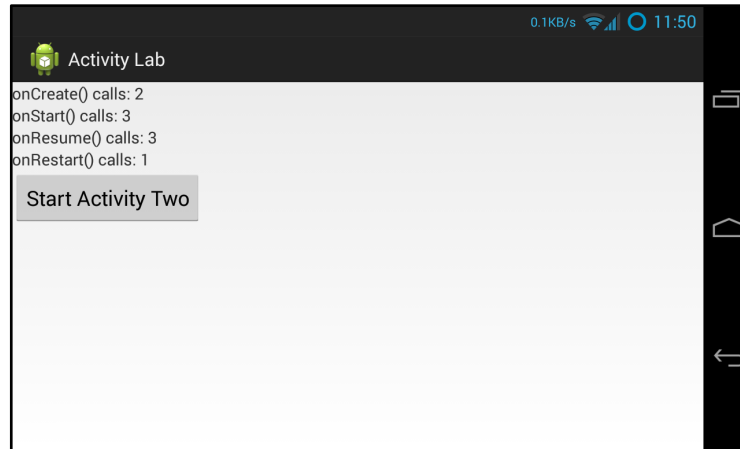 0.1KB/s 11:50
Activity Lab
onCreate() calls: 2
onStart() calls: 3
onResume() calls: 3
onRestart() calls: 1
Start Activity Two